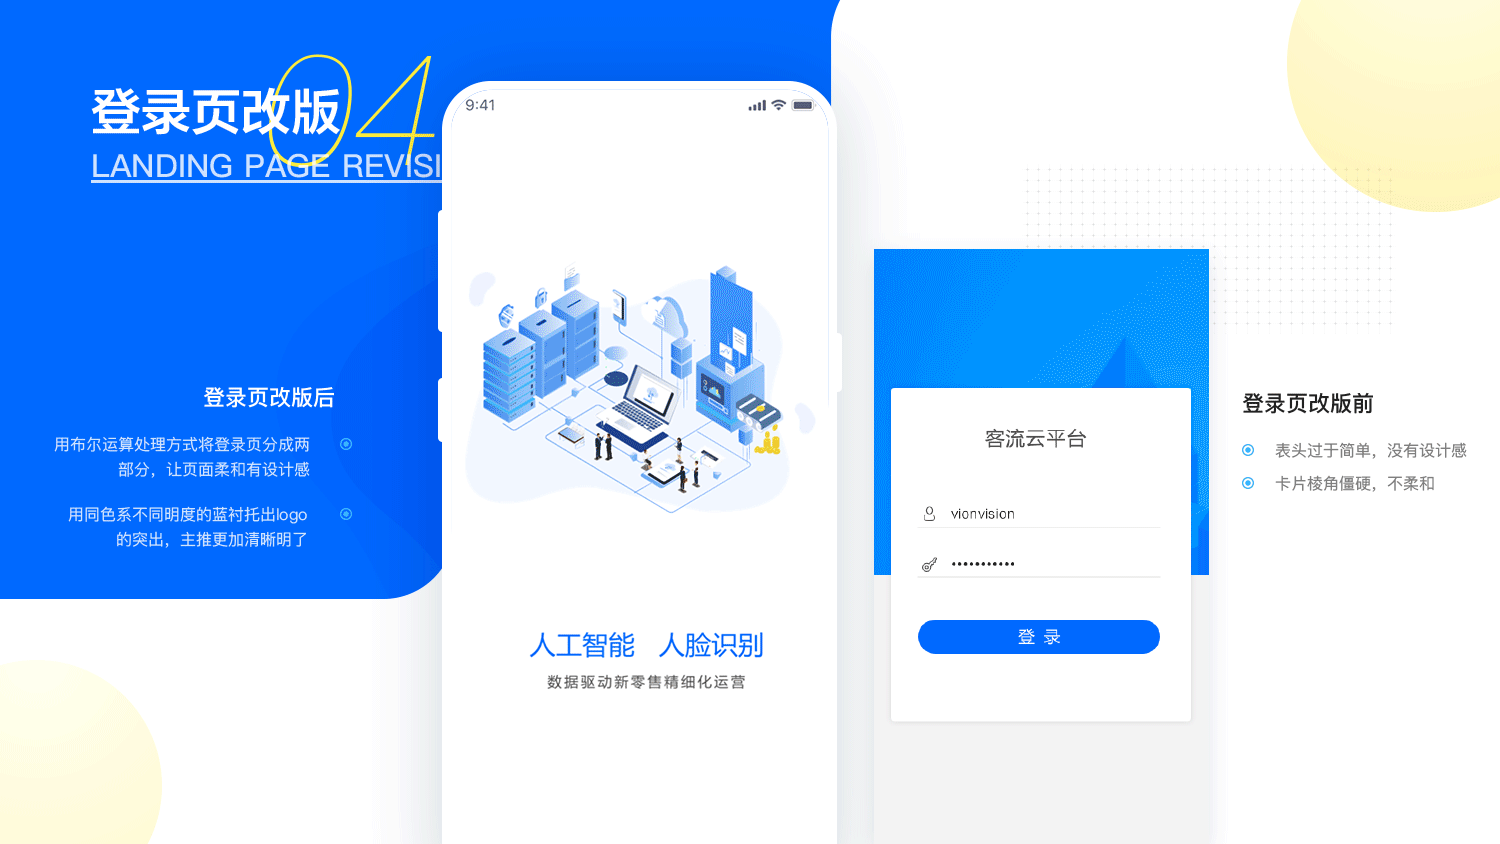 登录页改版
04
LANDING PAGE REVISI
9:41
登录页改版后
用布尔运算处理方式将登录页分成两
部分，让页面柔和有设计感
用同色系不同明度的蓝衬托出logo
的突出，主推更加清晰明了
人工智能 人脸识别
数据驱动新零售精细化运营
客流云平台
vionvision
•••••••••••
登 录
登录页改版前
表头过于简单，没有设计感
卡片棱角僵硬，不柔和